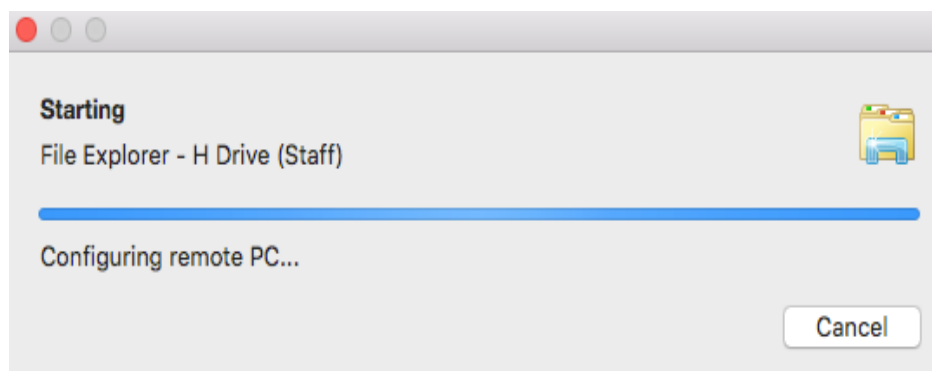 Starting
File Explorer - H Drive (Staff)
Configuring remote PC...
Cancel